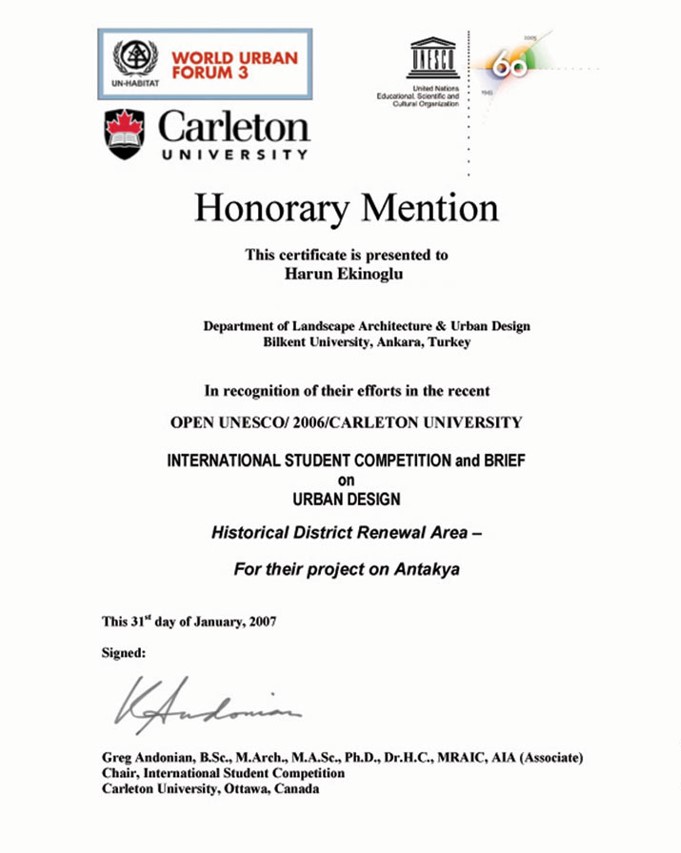 WORLD URBAN
FORUM 3
UN-HABITAT
UNESCO
United Nations
Educational, Scientific and
Cultural Organization
2005
60
1945
Carleton
UNIVERSITY
Honorary Mention
This certificate is presented to
Harun Ekinoglu
Department of Landscape Architecture & Urban Design
Bilkent University, Ankara, Turkey
In recognition of their efforts in the recent
OPEN UNESCO/ 2006/CARLETON UNIVERSITY
INTERNATIONAL STUDENT COMPETITION and BRIEF
on
URBAN DESIGN
Historical District Renewal Area –
For their project on Antakya
This 31st day of January, 2007
Signed:
KAndonian
Greg Andonian, B.Sc., M.Arch., M.A.Sc., Ph.D., Dr.H.C., MRAIC, AIA (Associate)
Chair, International Student Competition
Carleton University, Ottawa, Canada